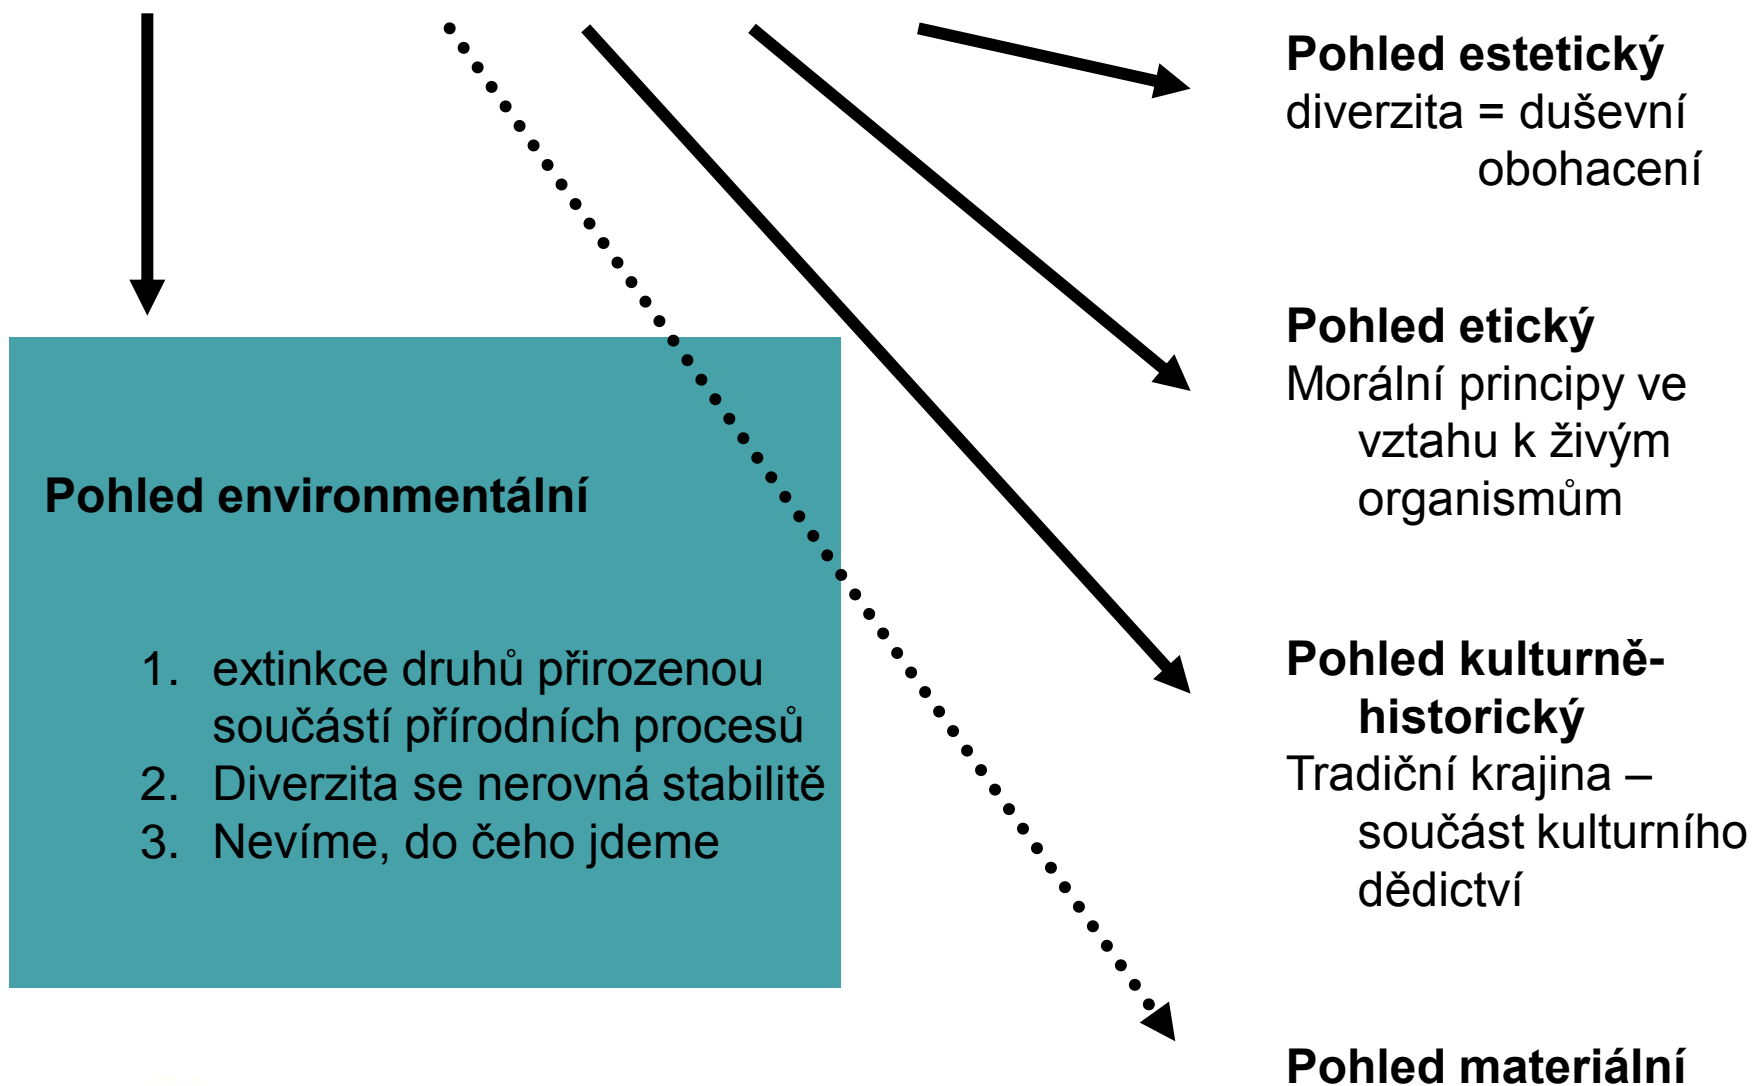 Pohled estetický
diverzita = duševní
obohacení
Pohled etický
Morální principy ve
vztahu k živým
organismům
Pohled environmentální
1. extinkce druhů přirozenou
součástí přírodních procesů
2. Diverzita se nerovná stabilitě
3. Nevíme, do čeho jdeme
Pohled kulturně-
historický
Tradiční krajina –
součást kulturního
dědictví
Pohled materiální